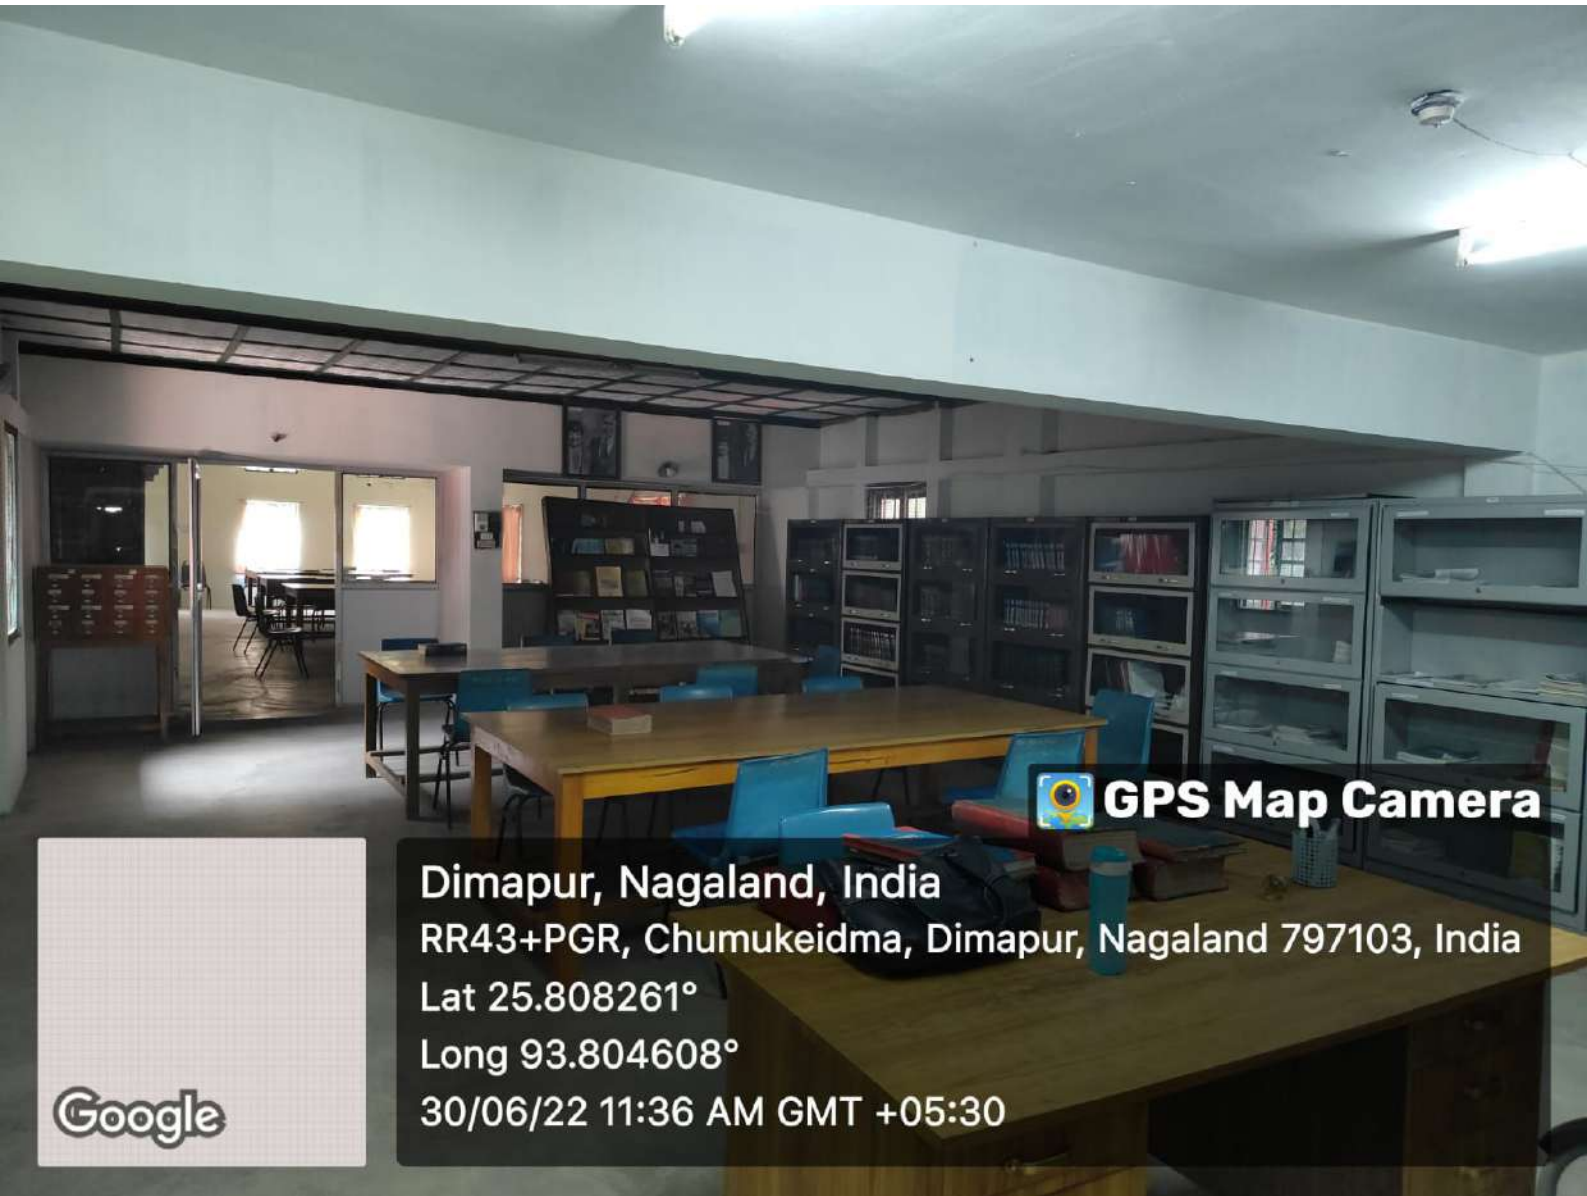 GPS Map Camera
Dimapur, Nagaland, India
RR43+PGR, Chumukeidma, Dimapur, Nagaland 797103, India
Lat 25.808261°
Long 93.804608°
30/06/22 11:36 AM GMT +05:30
Google